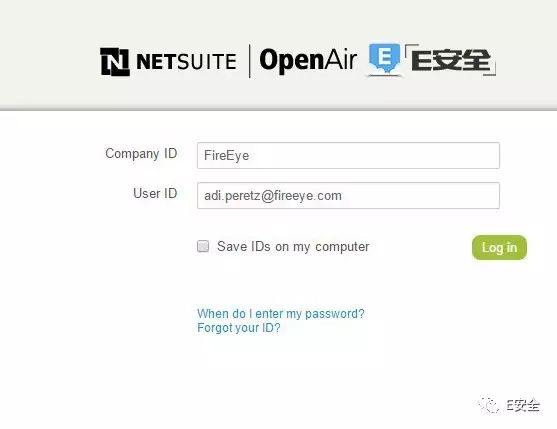 NETSUITE OpenAir E安全
Company ID FireEye
User ID adi.peretz@fireeye.com
Save IDs on my computer Log in
When do I enter my password?
Forgot your ID?
E安全